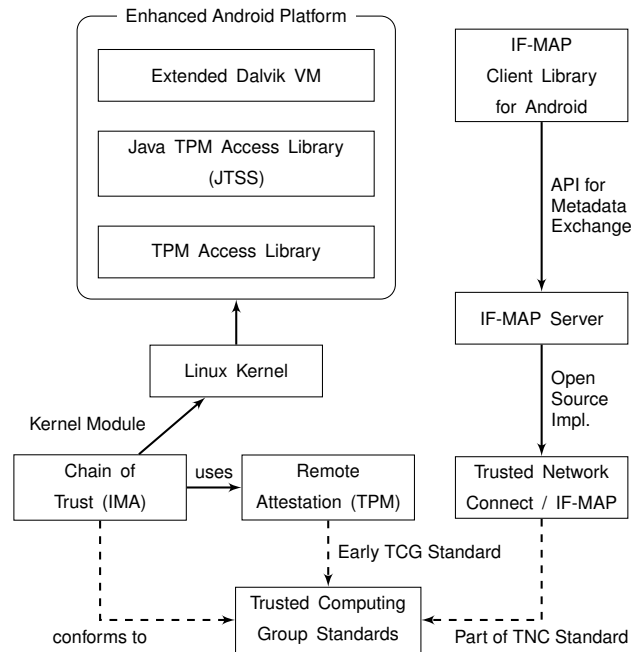 Enhanced Android Platform
Extended Dalvik VM
Java TPM Access Library
(JTSS)
TPM Access Library
IF-MAP
Client Library
for Android
API for
Metadata
Exchange
IF-MAP Server
Linux Kernel
Open
Source
Impl.
Kernel Module
Chain of
Trust (IMA)
uses
Remote
Attestation (TPM)
Trusted Network
Connect / IF-MAP
Early TCG Standard
Trusted Computing
Group Standards
conforms to
Part of TNC Standard